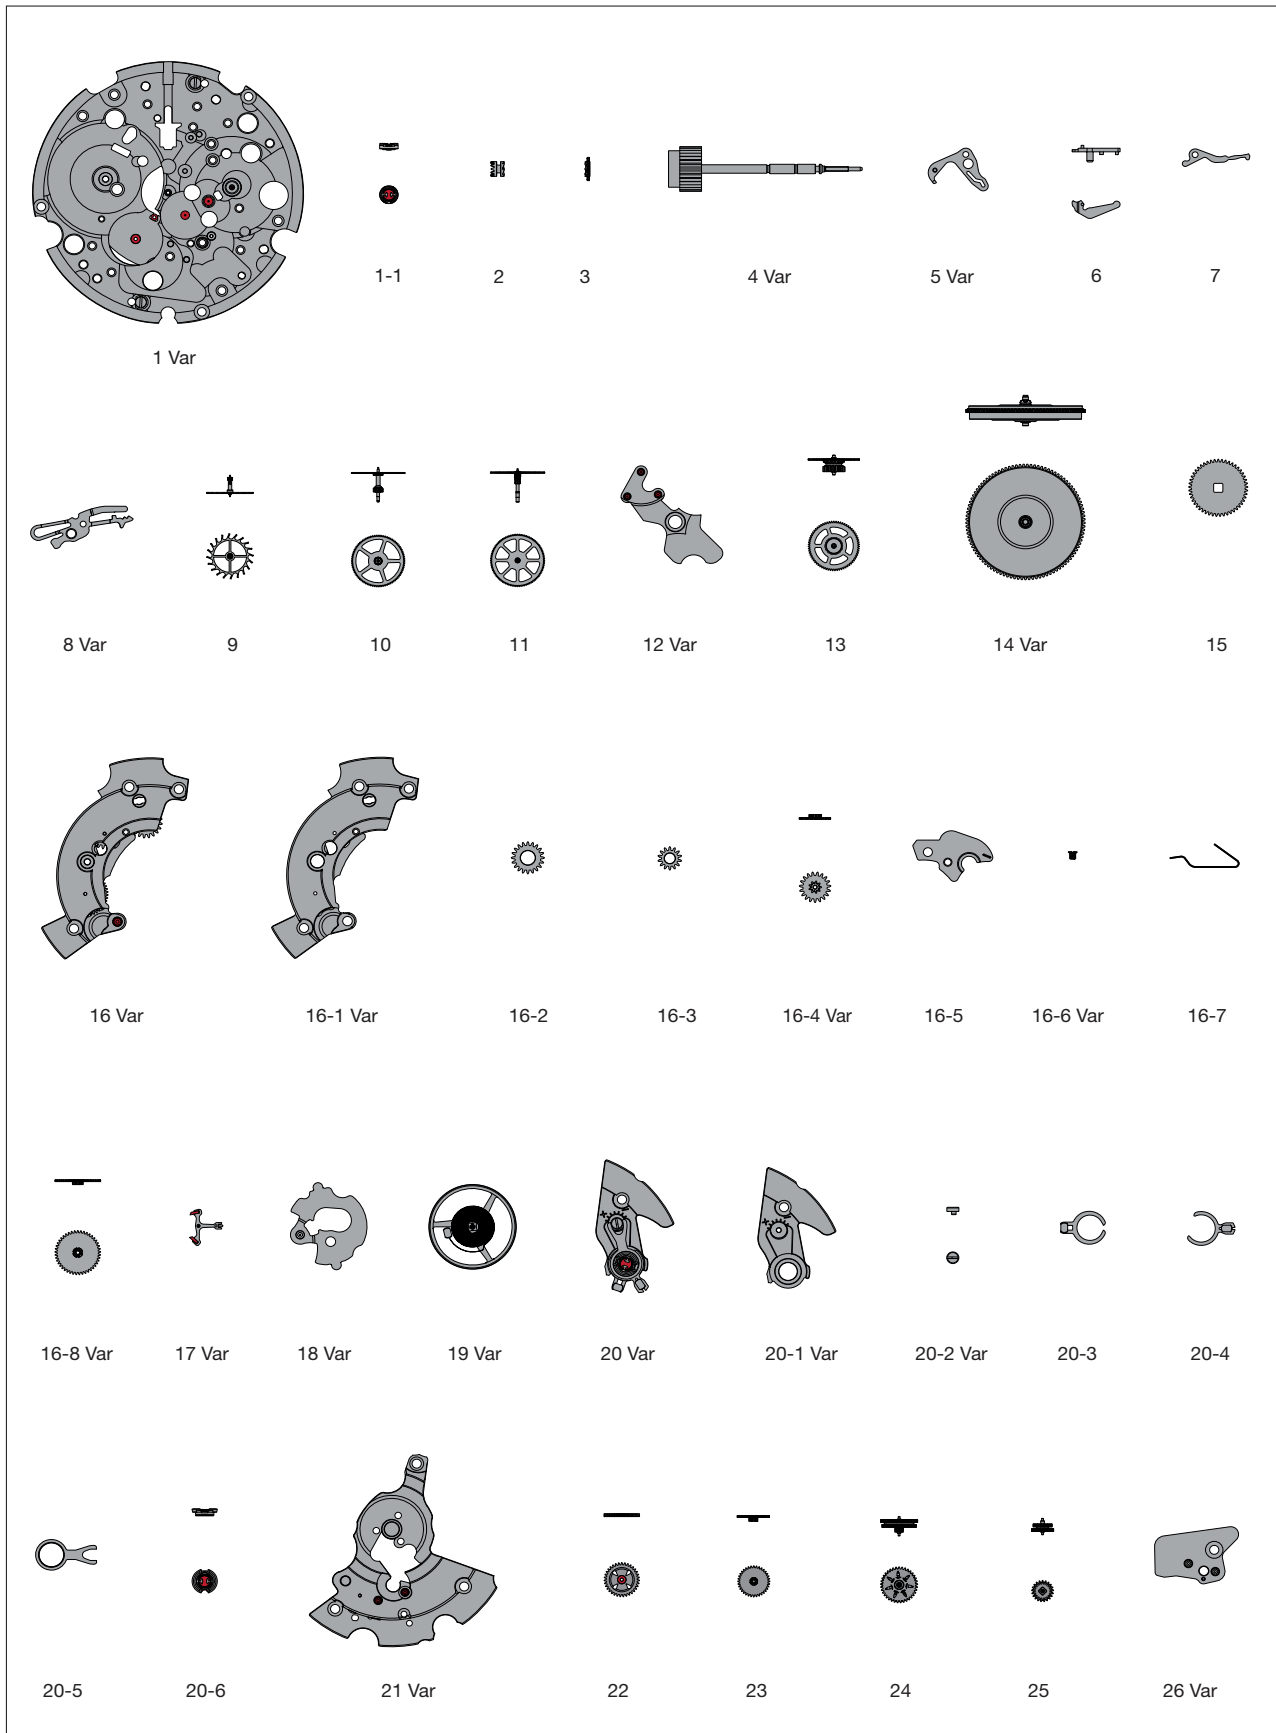 1-1 2 3 4 Var 5 Var 6 7
1 Var
8 Var 9 10 11 12 Var 13 14 Var 15
16 Var 16-1 Var 16-2 16-3 16-4 Var 16-5 16-6 Var 16-7
16-8 Var 17 Var 18 Var 19 Var 20 Var 20-1 Var 20-2 Var 20-3 20-4
20-5 20-6 21 Var 22 23 24 25 26 Var